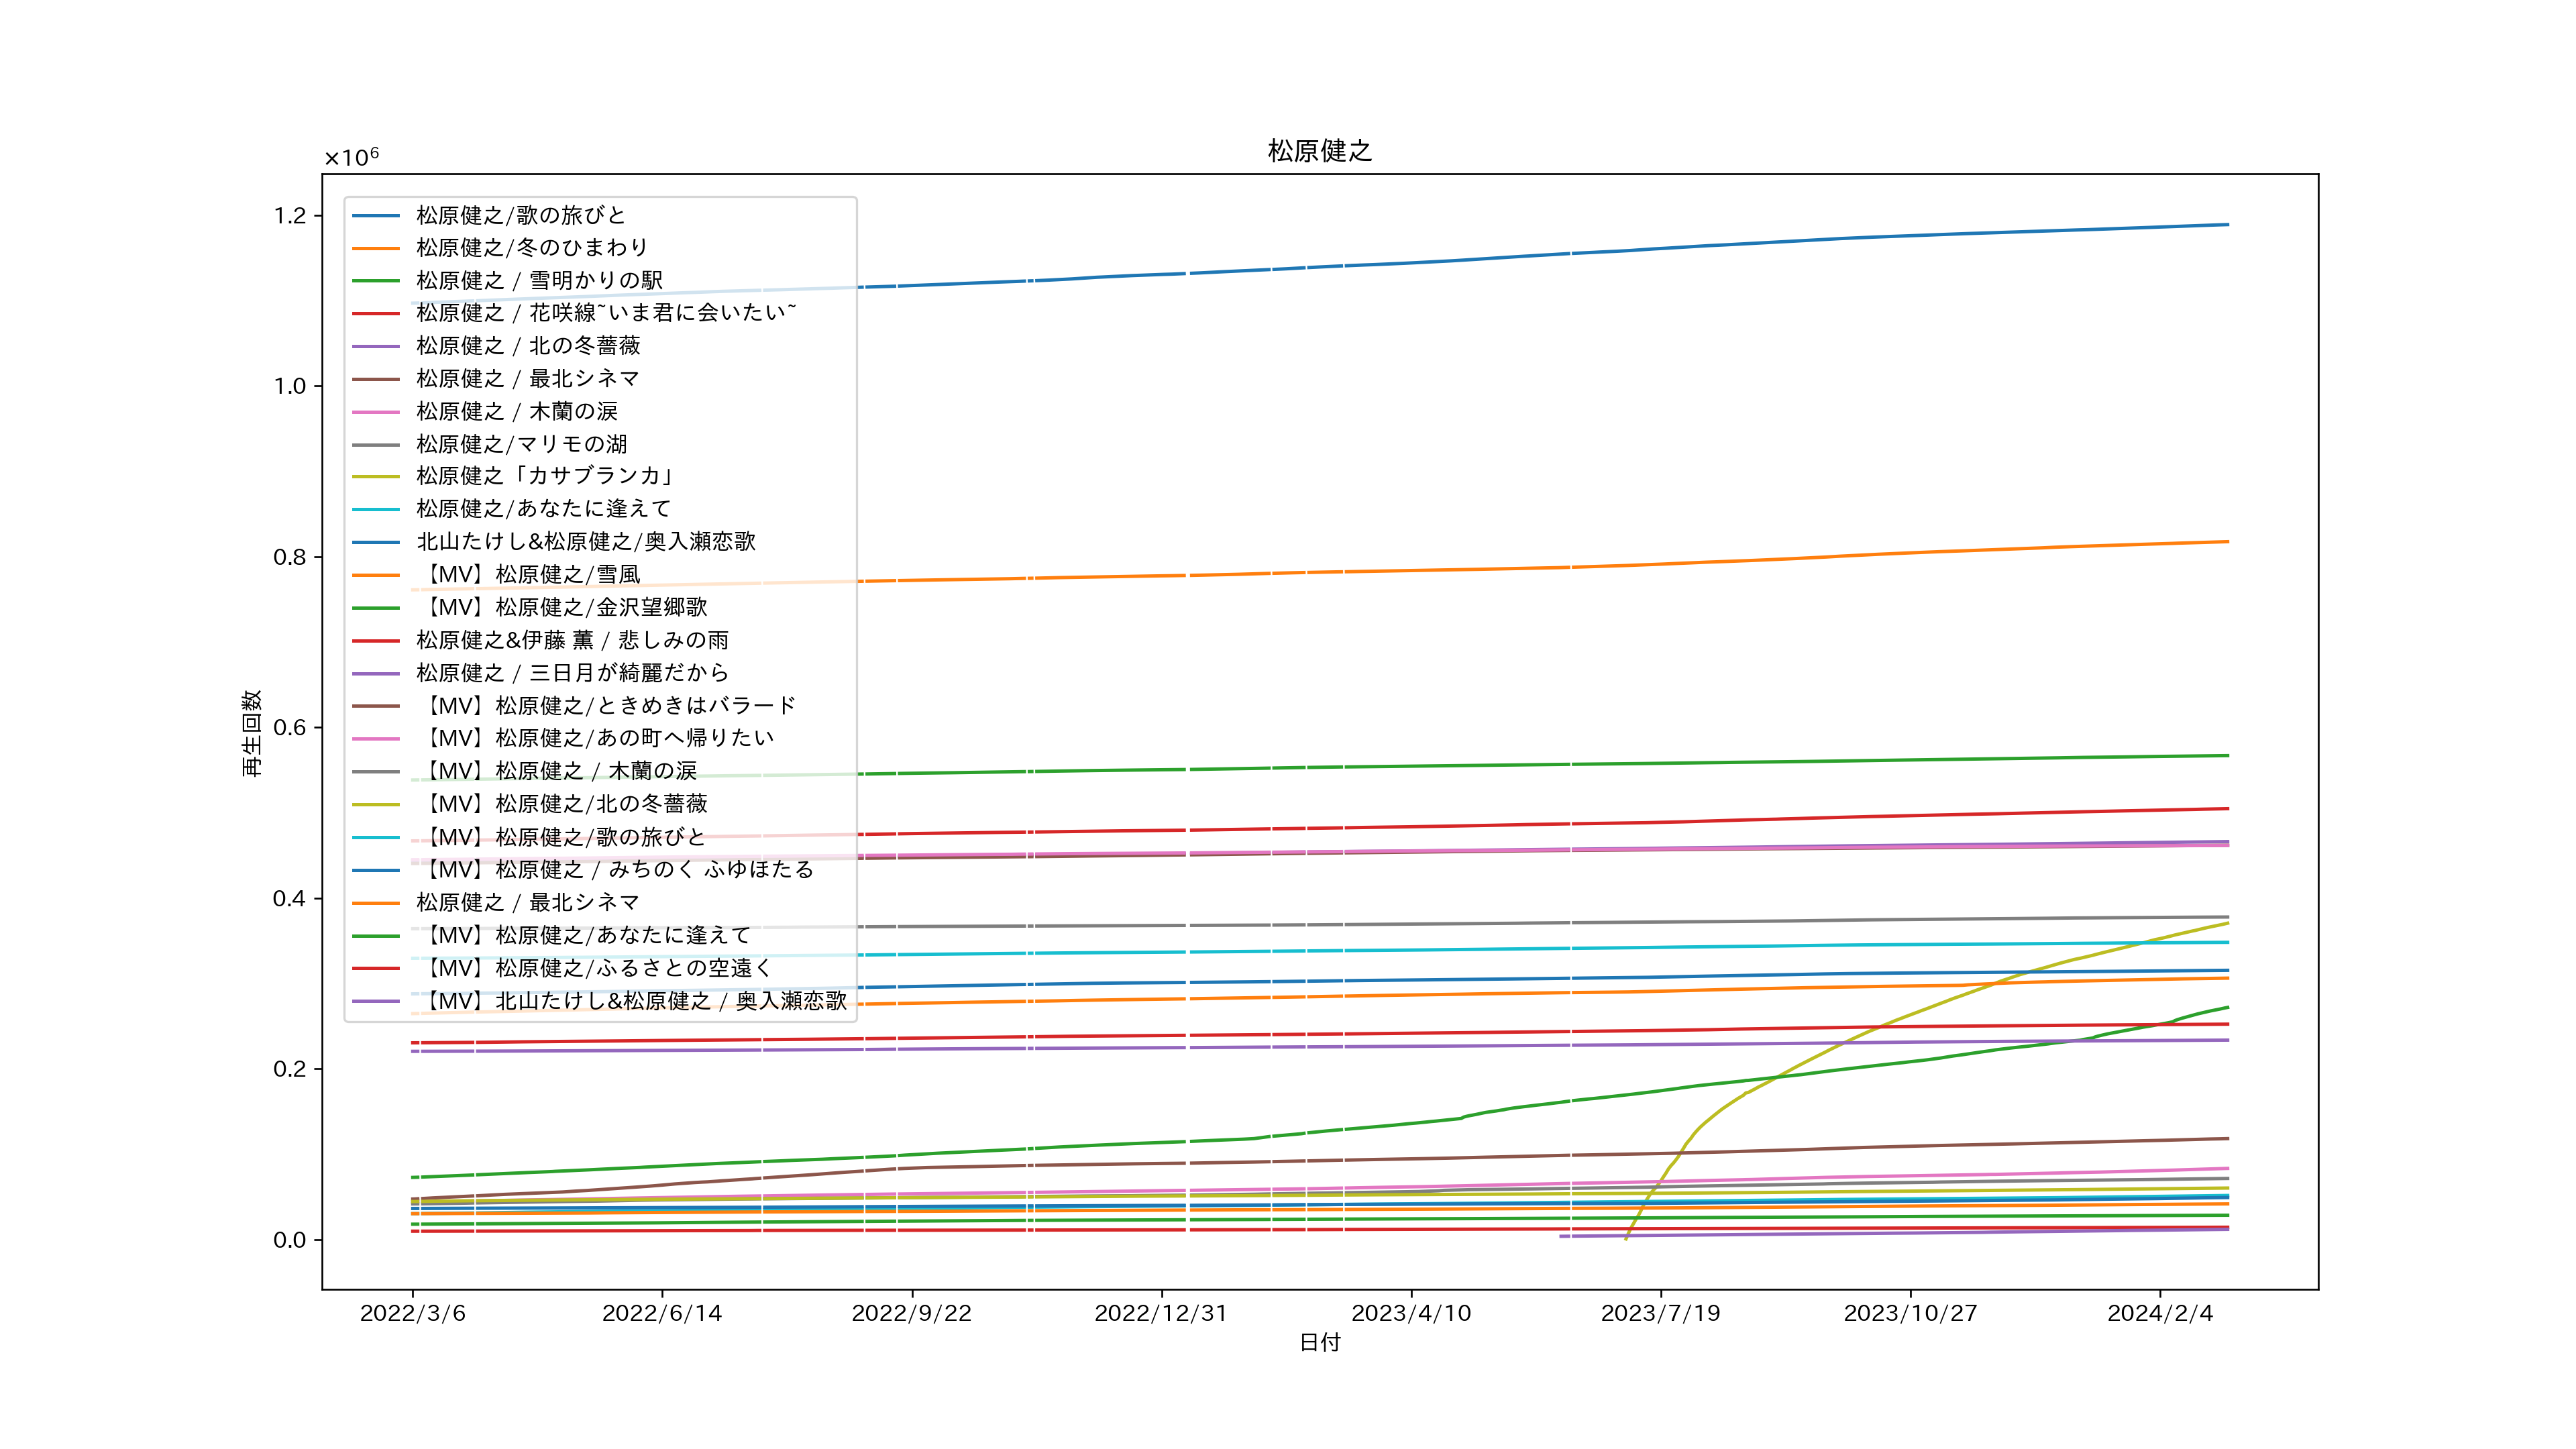 松原健之
×10⁶
1.2
1.0
0.8
0.6
0.4
0.2
0.0
再生回数
松原健之/歌の旅びと
松原健之/冬のひまわり
松原健之 / 雪明かりの駅
松原健之 / 花咲線~いま君に会いたい~
松原健之 / 北の冬薔薇
松原健之 / 最北シネマ
松原健之 / 木蘭の涙
松原健之/マリモの湖
松原健之「カサブランカ」
松原健之/あなたに逢えて
北山たけし&松原健之/奥入瀬恋歌
【MV】松原健之/雪風
【MV】松原健之/金沢望郷歌
松原健之&伊藤 薫 / 悲しみの雨
松原健之 / 三日月が綺麗だから
【MV】松原健之/ときめきはバラード
【MV】松原健之/あの町へ帰りたい
【MV】松原健之 / 木蘭の涙
【MV】松原健之/北の冬薔薇
【MV】松原健之/歌の旅びと
【MV】松原健之 / みちのく ふゆほたる
松原健之 / 最北シネマ
【MV】松原健之/あなたに逢えて
【MV】松原健之/ふるさとの空遠く
【MV】北山たけし&松原健之 / 奥入瀬恋歌
2022/3/6 2022/6/14 2022/9/22 2022/12/31 2023/4/10 2023/7/19 2023/10/27 2024/2/4
日付